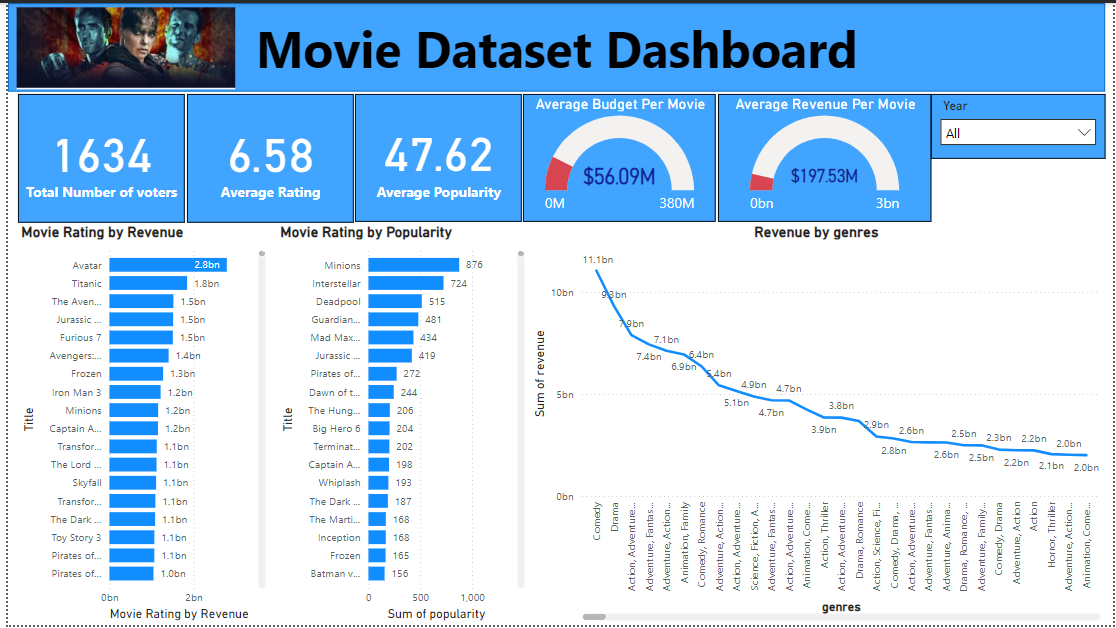 Movie Dataset Dashboard
1634
Total Number of voters
6.58
Average Rating
47.62
Average Popularity
Average Budget Per Movie
$56.09M
0M 380M
Average Revenue Per Movie
$197.53M
0bn 3bn
Year
All
Movie Rating by Revenue
Title
Avatar 2.8bn
Titanic 1.8bn
The Aven... 1.5bn
Jurassic ... 1.5bn
Furious 7 1.5bn
Avengers:... 1.4bn
Frozen 1.3bn
Iron Man 3 1.2bn
Minions 1.2bn
Captain A... 1.2bn
Transfor... 1.1bn
The Lord ... 1.1bn
Skyfall 1.1bn
Transfor... 1.1bn
The Dark ... 1.1bn
Toy Story 3 1.1bn
Pirates of... 1.1bn
Pirates of... 1.0bn
0bn 2bn
Movie Rating by Revenue
Movie Rating by Popularity
Title
Minions 876
Interstellar 724
Deadpool 515
Guardian... 481
Mad Max... 434
Jurassic ... 419
Pirates of... 272
Dawn of t... 244
The Hung... 206
Big Hero 6 204
Terminat... 202
Captain A... 198
Whiplash 193
The Dark ... 187
The Marti... 168
Inception 168
Frozen 165
Batman v... 156
0 500 1,000
Sum of popularity
Revenue by genres
Sum of revenue
10bn
5bn
0bn
11.1bn
9.3bn
7.9bn
7.4bn
7.1bn
6.9bn
6.4bn
5.4bn
5.1bn
4.9bn
4.7bn
4.7bn
3.9bn
3.8bn
2.9bn
2.8bn
2.6bn
2.6bn
2.5bn
2.5bn
2.3bn
2.2bn
2.2bn
2.1bn
2.0bn
2.0bn
Comedy
Drama
Action, Adventure...
Adventure, Fantas...
Adventure, Action...
Animation, Family
Comedy, Romance
Adventure, Action...
Action, Adventure...
Science, Fiction, A...
Adventure, Fantas...
Action, Adventure...
Animation, Come...
Action, Thriller
Action, Adventure...
Drama, Romance
Action, Science, Fi...
Comedy, Drama, ...
Action, Adventure...
Adventure, Fantas...
Adventure, Anima...
Drama, Romance, ...
Adventure, Family...
Comedy, Drama
Adventure, Action
Action
Horror, Thriller
Adventure, Action...
Animation, Come...
genres